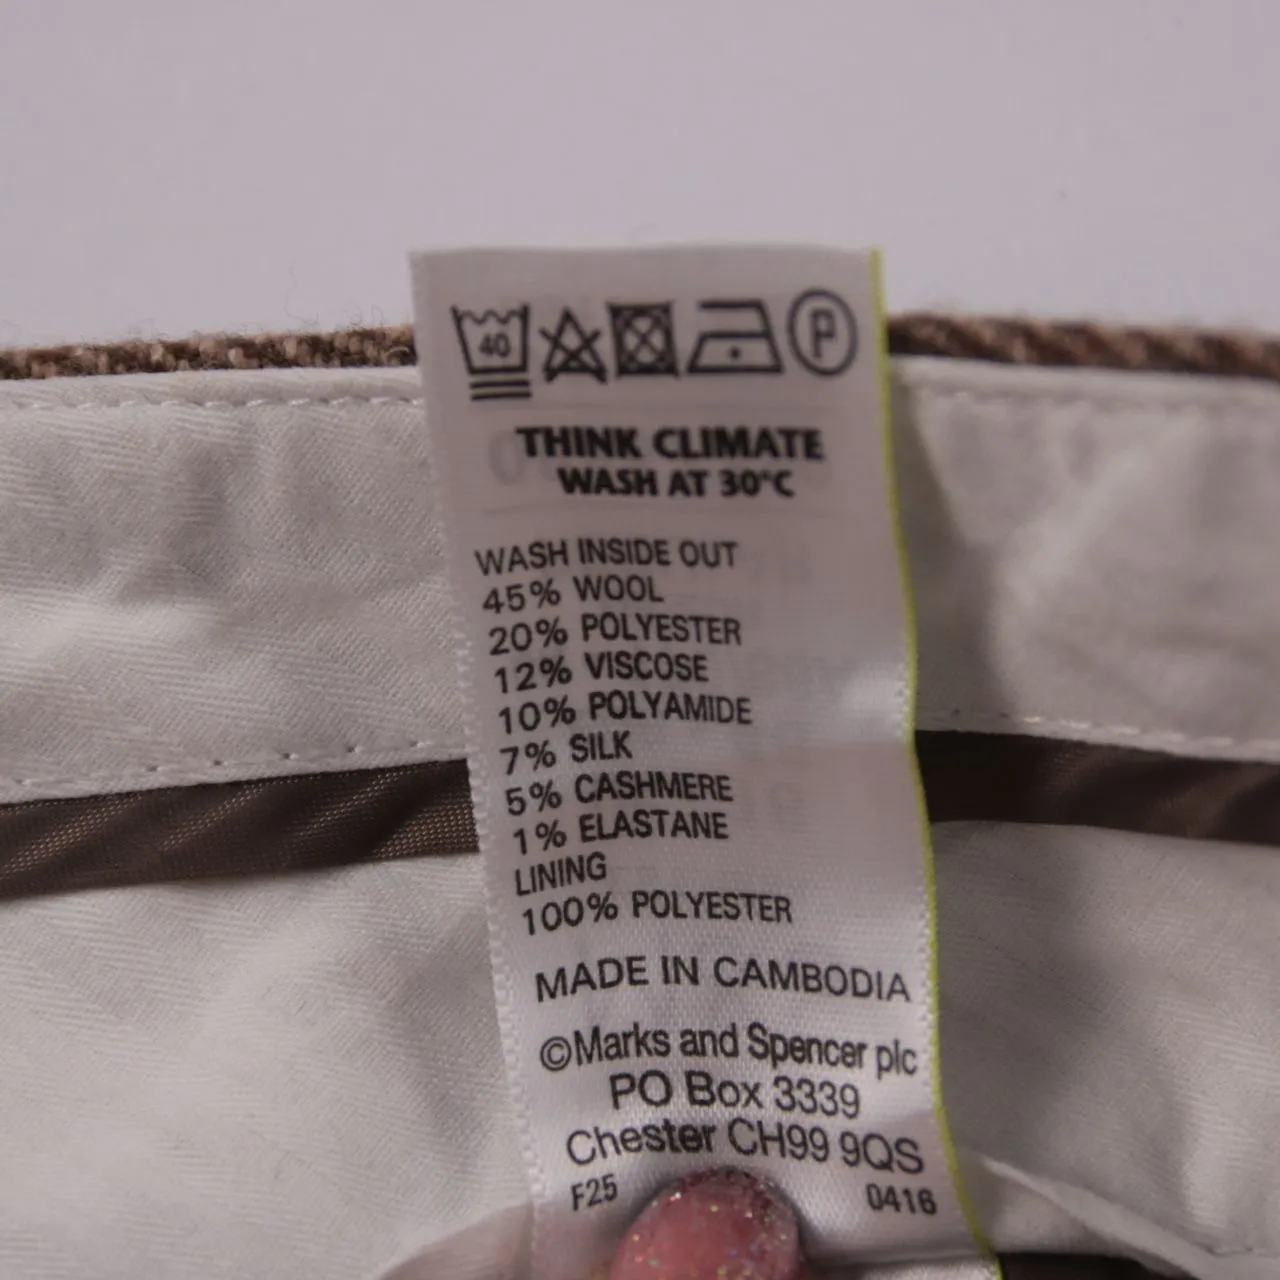 40
P
THINK CLIMATE
WASH AT 30°C
WASH INSIDE OUT
45% WOOL
20% POLYESTER
12% VISCOSE
10% POLYAMIDE
7% SILK
5% CASHMERE
1% ELASTANE
LINING
100% POLYESTER
MADE IN CAMBODIA
©Marks and Spencer plc
PO Box 3339
Chester CH99 9QS
F25 0416